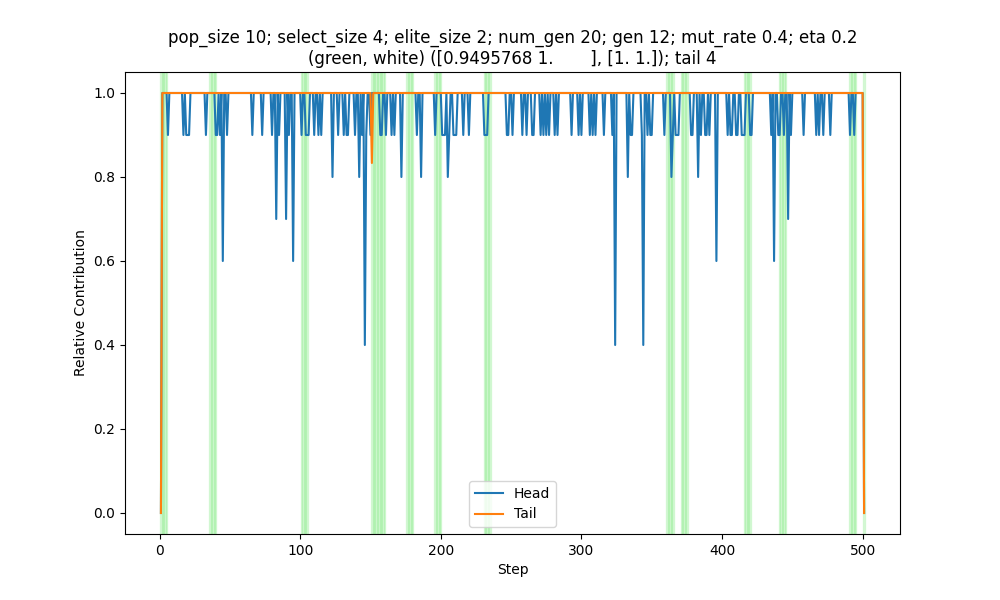 pop_size 10; select_size 4; elite_size 2; num_gen 20; gen 12; mut_rate 0.4; eta 0.2
(green, white) ([0.9495768 1.        ], [1. 1.]); tail 4
1.0
0.8
0.6
0.4
0.2
0.0
Relative Contribution
Head
Tail
0 100 200 300 400 500
Step